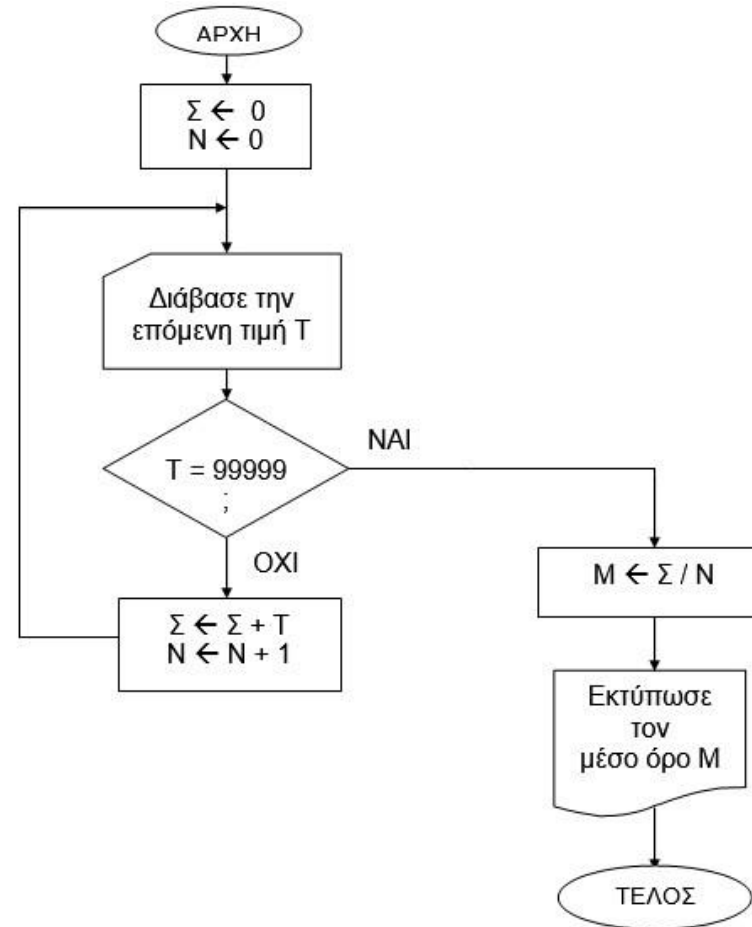 ΑΡΧΗ
Σ ← 0
Ν ← 0
Διάβασε την
επόμενη τιμή Τ
Τ = 99999
;
ΝΑΙ
ΟΧΙ
Σ ← Σ + Τ
Ν ← Ν + 1
Μ ← Σ / Ν
Εκτύπωσε
τον
μέσο όρο Μ
ΤΕΛΟΣ